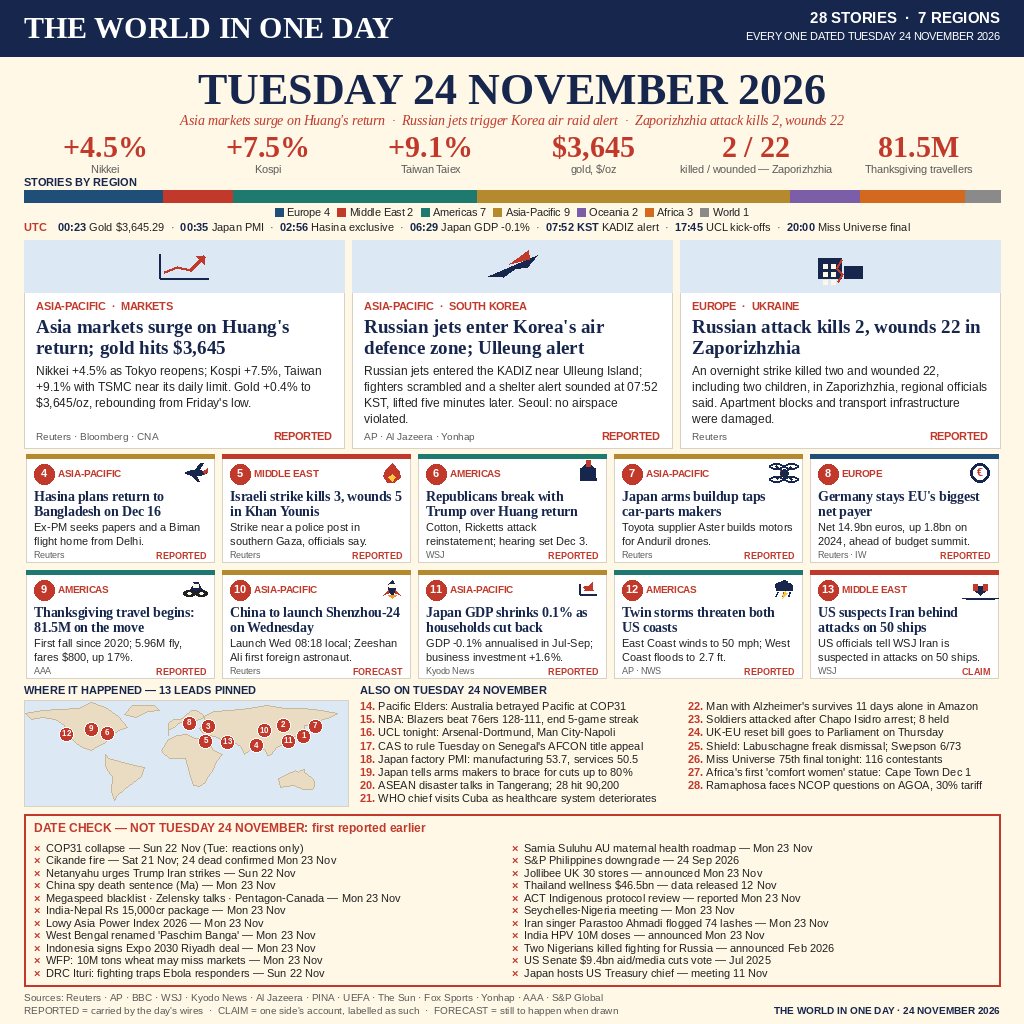 THE WORLD IN ONE DAY
28 STORIES · 7 REGIONS
EVERY ONE DATED TUESDAY 24 NOVEMBER 2026
TUESDAY 24 NOVEMBER 2026
Asia markets surge on Huang's return · Russian jets trigger Korea air raid alert · Zaporizhzhia attack kills 2, wounds 22
+4.5%
Nikkei
+7.5%
Kospi
+9.1%
Taiwan Taiex
$3,645
gold, $/oz
2 / 22
killed / wounded — Zaporizhzhia
81.5M
Thanksgiving travellers
STORIES BY REGION
Europe 4 Middle East 2 Americas 7 Asia-Pacific 9 Oceania 2 Africa 3 World 1
UTC 00:23 Gold $3,645.29 · 00:35 Japan PMI · 02:56 Hasina exclusive · 06:29 Japan GDP -0.1% · 07:52 KST KADIZ alert · 17:45 UCL kick-offs · 20:00 Miss Universe final
ASIA-PACIFIC · MARKETS
Asia markets surge on Huang's
return; gold hits $3,645
Nikkei +4.5% as Tokyo reopens; Kospi +7.5%, Taiwan
+9.1% with TSMC near its daily limit. Gold +0.4% to
$3,645/oz, rebounding from Friday's low.
Reuters · Bloomberg · CNA REPORTED
ASIA-PACIFIC · SOUTH KOREA
Russian jets enter Korea's air
defence zone; Ulleung alert
Russian jets entered the KADIZ near Ulleung Island;
fighters scrambled and a shelter alert sounded at 07:52
KST, lifted five minutes later. Seoul: no airspace
violated.
AP · Al Jazeera · Yonhap REPORTED
EUROPE · UKRAINE
Russian attack kills 2, wounds 22 in
Zaporizhzhia
An overnight strike killed two and wounded 22,
including two children, in Zaporizhzhia, regional officials
said. Apartment blocks and transport infrastructure
were damaged.
Reuters REPORTED
4 ASIA-PACIFIC
Hasina plans return to
Bangladesh on Dec 16
Ex-PM seeks papers and a Biman
flight home from Delhi.
Reuters REPORTED
5 MIDDLE EAST
Israeli strike kills 3, wounds 5
in Khan Younis
Strike near a police post in
southern Gaza, officials say.
Reuters REPORTED
6 AMERICAS
Republicans break with
Trump over Huang return
Cotton, Ricketts attack
reinstatement; hearing set Dec 3.
WSJ REPORTED
7 ASIA-PACIFIC
Japan arms buildup taps
car-parts makers
Toyota supplier Aster builds motors
for Anduril drones.
Reuters REPORTED
8 EUROPE
€
Germany stays EU's biggest
net payer
Net 14.9bn euros, up 1.8bn on
2024, ahead of budget summit.
Reuters · IW REPORTED
9 AMERICAS
Thanksgiving travel begins:
81.5M on the move
First fall since 2020; 5.96M fly,
fares $800, up 17%.
AAA REPORTED
10 ASIA-PACIFIC
China to launch Shenzhou-24
on Wednesday
Launch Wed 08:18 local; Zeeshan
Ali first foreign astronaut.
Reuters FORECAST
11 ASIA-PACIFIC
Japan GDP shrinks 0.1% as
households cut back
GDP -0.1% annualised in Jul-Sep;
business investment +1.6%.
Kyodo News REPORTED
12 AMERICAS
Twin storms threaten both
US coasts
East Coast winds to 50 mph; West
Coast floods to 2.7 ft.
AP · NWS REPORTED
13 MIDDLE EAST
US suspects Iran behind
attacks on 50 ships
US officials tell WSJ Iran is
suspected in attacks on 50 ships.
WSJ CLAIM
WHERE IT HAPPENED — 13 LEADS PINNED
12 9 6 8 3 5 13 10 2 7 4 11 1
ALSO ON TUESDAY 24 NOVEMBER
14. Pacific Elders: Australia betrayed Pacific at COP31
15. NBA: Blazers beat 76ers 128-111, end 5-game streak
16. UCL tonight: Arsenal-Dortmund, Man City-Napoli
17. CAS to rule Tuesday on Senegal's AFCON title appeal
18. Japan factory PMI: manufacturing 53.7, services 50.5
19. Japan tells arms makers to brace for cuts up to 80%
20. ASEAN disaster talks in Tangerang; 28 hit 90,200
21. WHO chief visits Cuba as healthcare system deteriorates
22. Man with Alzheimer's survives 11 days alone in Amazon
23. Soldiers attacked after Chapo Isidro arrest; 8 held
24. UK-EU reset bill goes to Parliament on Thursday
25. Shield: Labuschagne freak dismissal; Swepson 6/73
26. Miss Universe 75th final tonight: 116 contestants
27. Africa's first 'comfort women' statue: Cape Town Dec 1
28. Ramaphosa faces NCOP questions on AGOA, 30% tariff
DATE CHECK — NOT TUESDAY 24 NOVEMBER: first reported earlier
× COP31 collapse — Sun 22 Nov (Tue: reactions only)
× Cikande fire — Sat 21 Nov; 24 dead confirmed Mon 23 Nov
× Netanyahu urges Trump Iran strikes — Sun 22 Nov
× China spy death sentence (Ma) — Mon 23 Nov
× Megaspeed blacklist · Zelensky talks · Pentagon-Canada — Mon 23 Nov
× India-Nepal Rs 15,000cr package — Mon 23 Nov
× Lowy Asia Power Index 2026 — Mon 23 Nov
× West Bengal renamed 'Paschim Banga' — Mon 23 Nov
× Indonesia signs Expo 2030 Riyadh deal — Mon 23 Nov
× WFP: 10M tons wheat may miss markets — Mon 23 Nov
× DRC Ituri: fighting traps Ebola responders — Sun 22 Nov
× Samia Suluhu AU maternal health roadmap — Mon 23 Nov
× S&P Philippines downgrade — 24 Sep 2026
× Jollibee UK 30 stores — announced Mon 23 Nov
× Thailand wellness $46.5bn — data released 12 Nov
× ACT Indigenous protocol review — reported Mon 23 Nov
× Seychelles-Nigeria meeting — Mon 23 Nov
× Iran singer Parastoo Ahmadi flogged 74 lashes — Mon 23 Nov
× India HPV 10M doses — announced Mon 23 Nov
× Two Nigerians killed fighting for Russia — announced Feb 2026
× US Senate $9.4bn aid/media cuts vote — Jul 2025
× Japan hosts US Treasury chief — meeting 11 Nov
Sources: Reuters · AP · BBC · WSJ · Kyodo News · Al Jazeera · PINA · UEFA · The Sun · Fox Sports · Yonhap · AAA · S&P Global
REPORTED = carried by the day's wires · CLAIM = one side's account, labelled as such · FORECAST = still to happen when drawn
THE WORLD IN ONE DAY · 24 NOVEMBER 2026